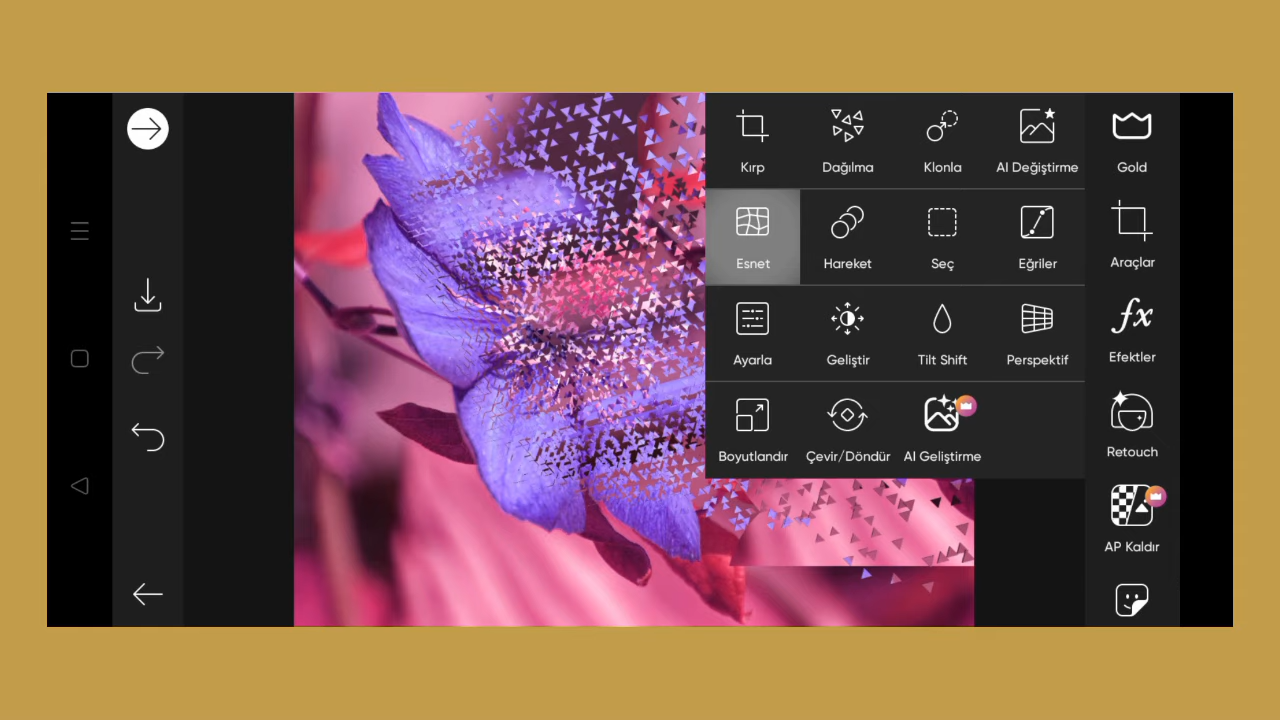 Kırp
Dağılma
Klonla
AI Değiştirme
Gold
Esnet
Hareket
Seç
Eğriler
Araçlar
Ayarla
Geliştir
Tilt Shift
Perspektif
fx
Efektler
Boyutlandır
Çevir/Döndür
AI Geliştirme
Retouch
AP Kaldır